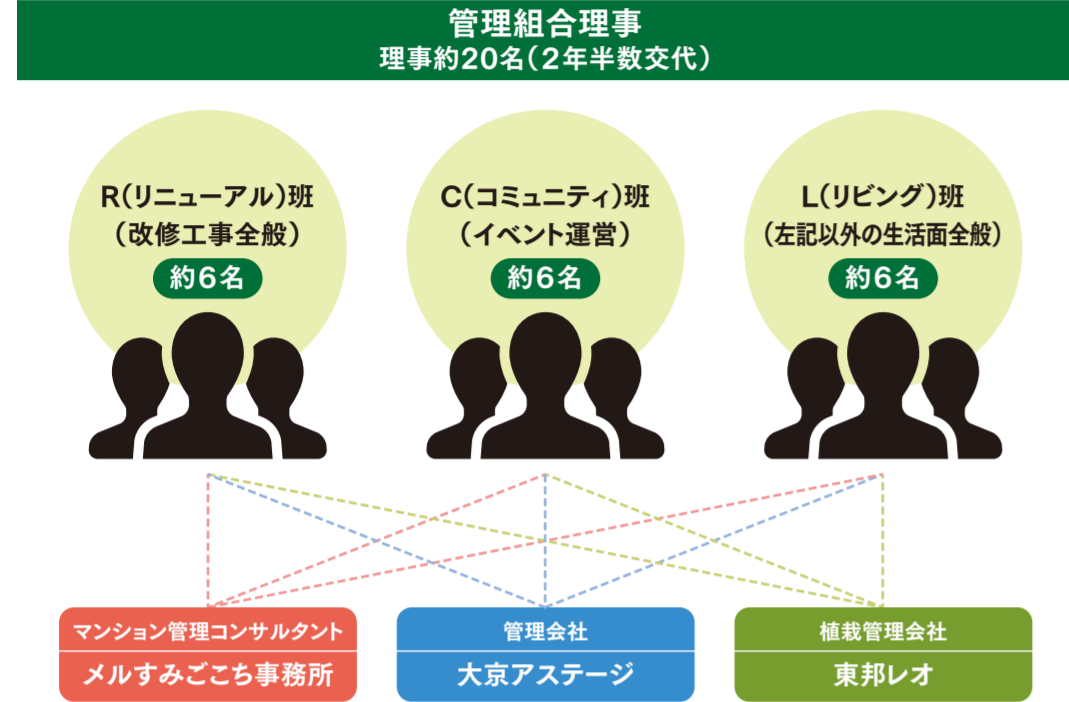 管理組合理事
理事約20名(2年半数交代)
R(リニューアル)班
(改修工事全般)
約6名
C(コミュニティ)班
(イベント運営)
約6名
L(リビング)班
(左記以外の生活面全般)
約6名
マンション管理コンサルタント
メルすみごこち事務所
管理会社
大京アステージ
植栽管理会社
東邦レオ